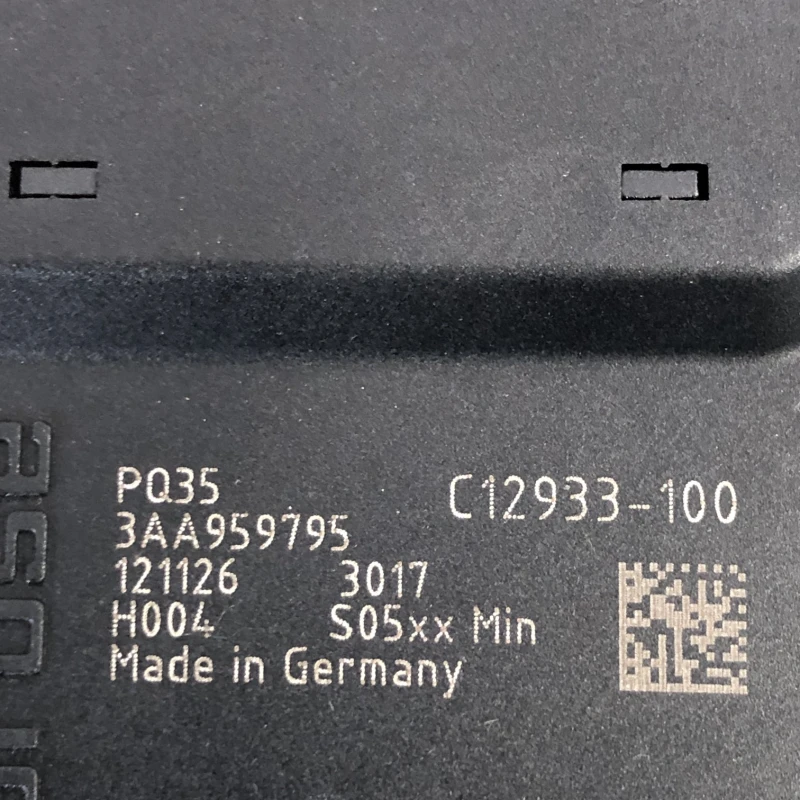 PQ35
C12933-100
3AA959795
121126 3017
H004 S05xx Min
Made in Germany